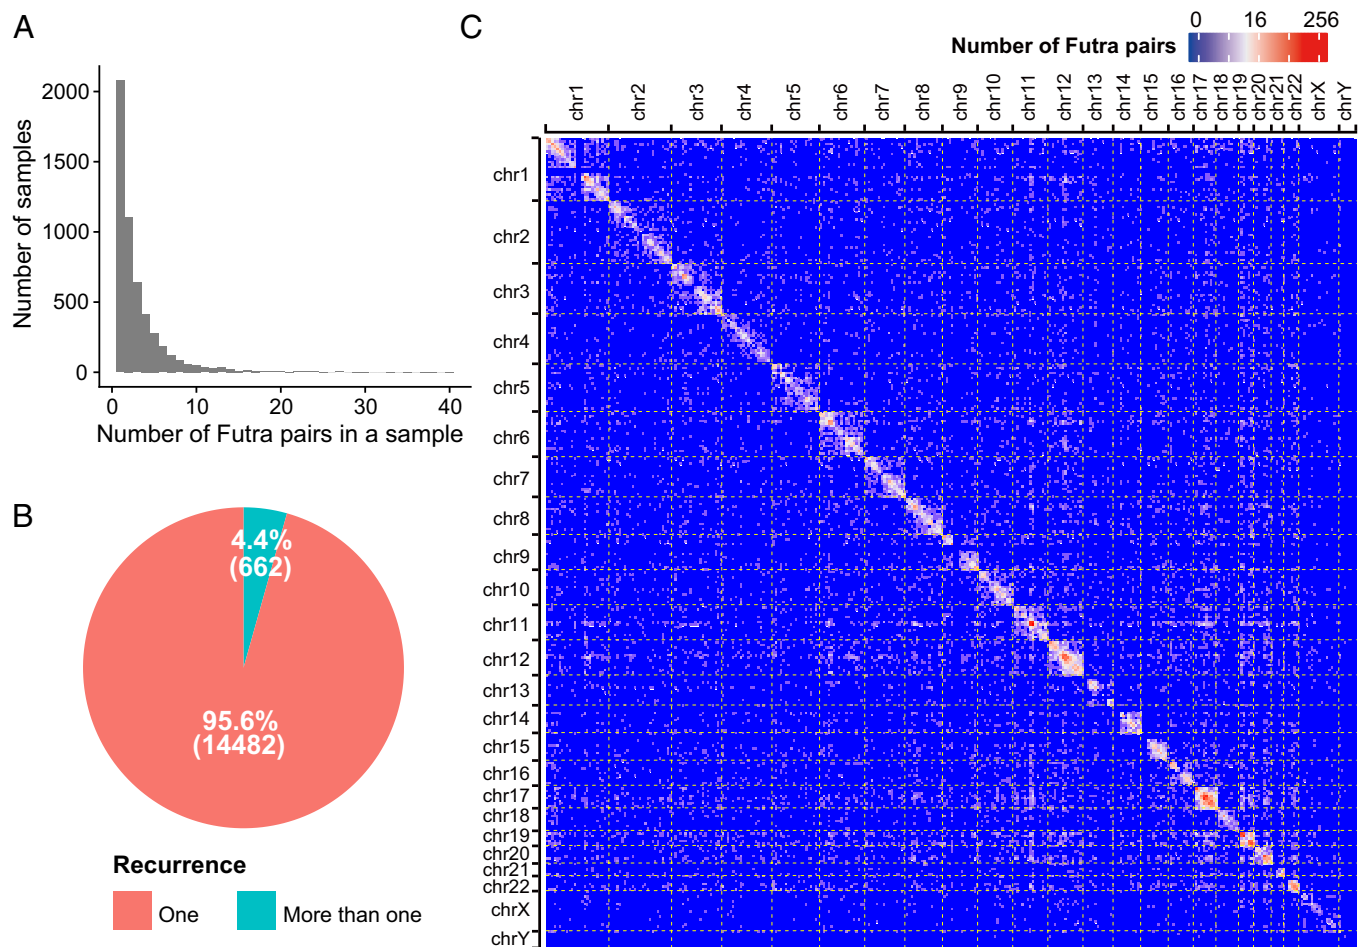 A
Number of samples
2000
1500
1000
500
0
0 10 20 30 40
Number of Futra pairs in a sample
B
4.4%
(662)
95.6%
(14482)
Recurrence
One
More than one
C
Number of Futra pairs
0 16 256
chr1 chr2 chr3 chr4 chr5 chr6 chr7 chr8 chr9 chr10 chr11 chr12 chr13 chr14 chr15 chr16 chr17 chr18 chr19 chr20 chr21 chr22 chrX chrY
chr1
chr2
chr3
chr4
chr5
chr6
chr7
chr8
chr9
chr10
chr11
chr12
chr13
chr14
chr15
chr16
chr17
chr18
chr19
chr20
chr21
chr22
chrX
chrY